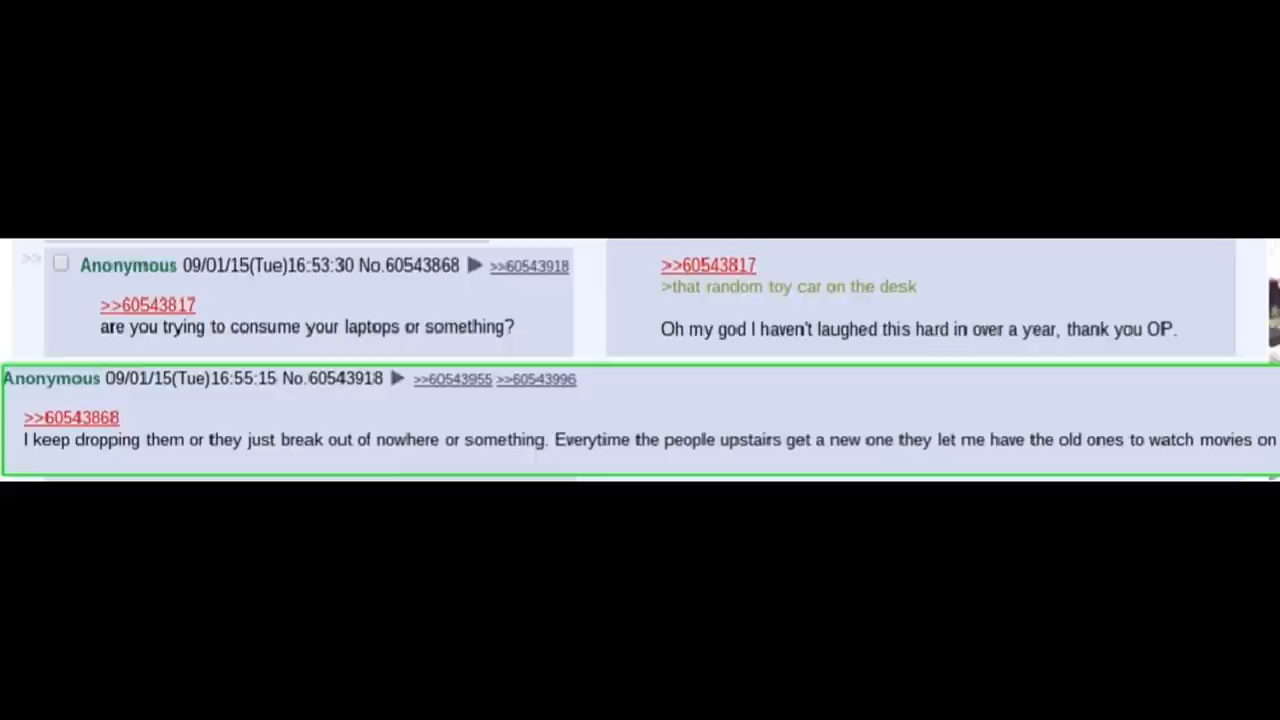 >> Anonymous 09/01/15(Tue)16:53:30 No.60543868 ▶ >>60543918
>>60543817
are you trying to consume your laptops or something?
>>60543817
>that random toy car on the desk
Oh my god I haven't laughed this hard in over a year, thank you OP.
Anonymous 09/01/15(Tue)16:55:15 No.60543918 ▶ >>60543955 >>60543996
>>60543868
I keep dropping them or they just break out of nowhere or something. Everytime the people upstairs get a new one they let me have the old ones to watch movies on